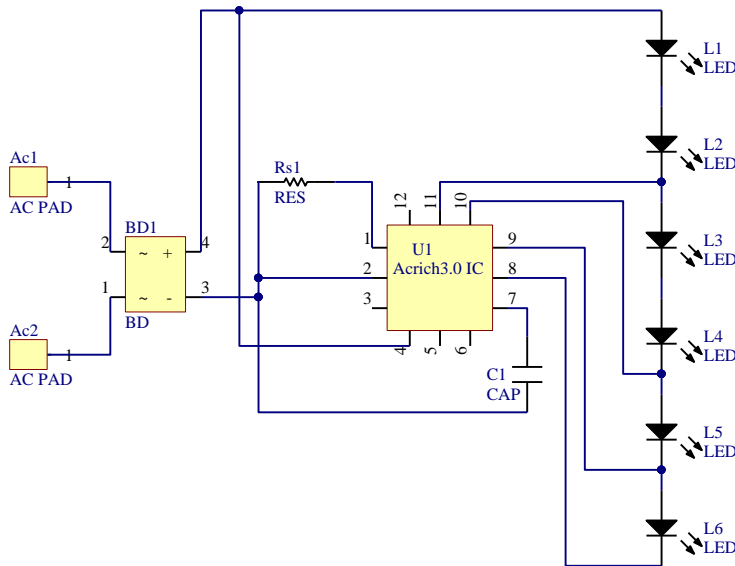 L1
LED
L2
LED
Ac1
1
AC PAD
Rs1
RES
12
11
10
BD1
2
~
+
4
1
~
-
3
BD
1
U1
9
2
Acrich3.0 IC
8
3
7
4
5
6
L3
LED
Ac2
1
AC PAD
L4
LED
C1
CAP
L5
LED
L6
LED